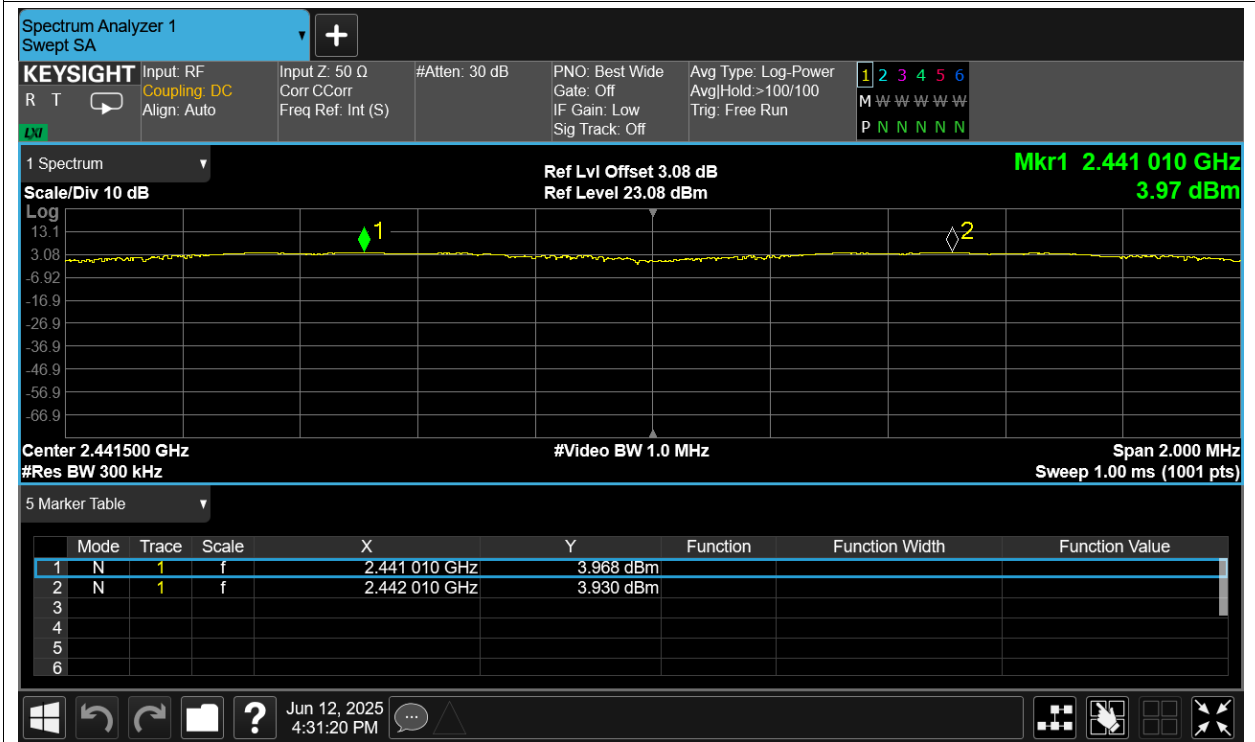 Spectrum Analyzer 1
Swept SA
+
KEYSIGHT
R T
LXI
Input: RF
Coupling: DC
Align: Auto
Input Z: 50 Ω
Corr CCorr
Freq Ref: Int (S)
#Atten: 30 dB
PNO: Best Wide
Gate: Off
IF Gain: Low
Sig Track: Off
Avg Type: Log-Power
Avg|Hold:>100/100
Trig: Free Run
1 2 3 4 5 6
M W W W W W
P N N N N N
1 Spectrum
Scale/Div 10 dB
Ref Lvl Offset 3.08 dB
Ref Level 23.08 dBm
Mkr1 2.441 010 GHz
3.97 dBm
Log
13.1
3.08
-6.92
-16.9
-26.9
-36.9
-46.9
-56.9
-66.9
1
2
Center 2.441500 GHz
#Res BW 300 kHz
#Video BW 1.0 MHz
Span 2.000 MHz
Sweep 1.00 ms (1001 pts)
5 Marker Table
Mode Trace Scale X Y Function Function Width Function Value
1 N 1 f 2.441 010 GHz 3.968 dBm
2 N 1 f 2.442 010 GHz 3.930 dBm
3
4
5
6
?
Jun 12, 2025
4:31:20 PM